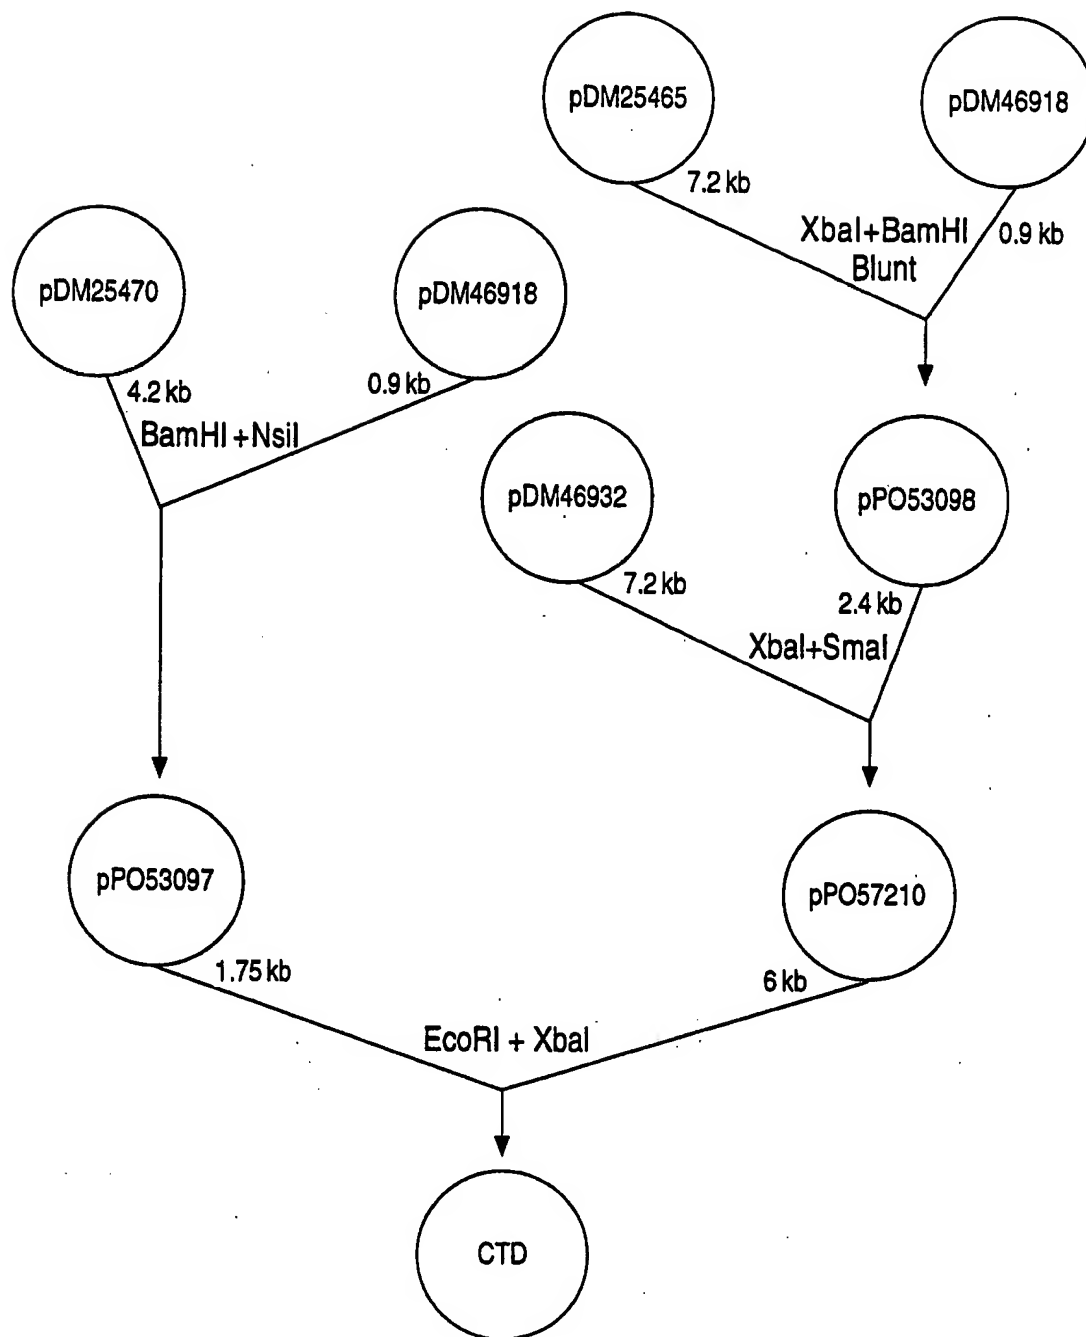 pDM25465
pDM46918
7.2 kb
XbaI+BamHI
0.9 kb
Blunt
pDM25470
pDM46918
4.2 kb
0.9 kb
BamHI +NsiI
pDM46932
pPO53098
7.2 kb
2.4 kb
XbaI+SmaI
pPO53097
pPO57210
1.75 kb
6 kb
EcoRI + XbaI
CTD